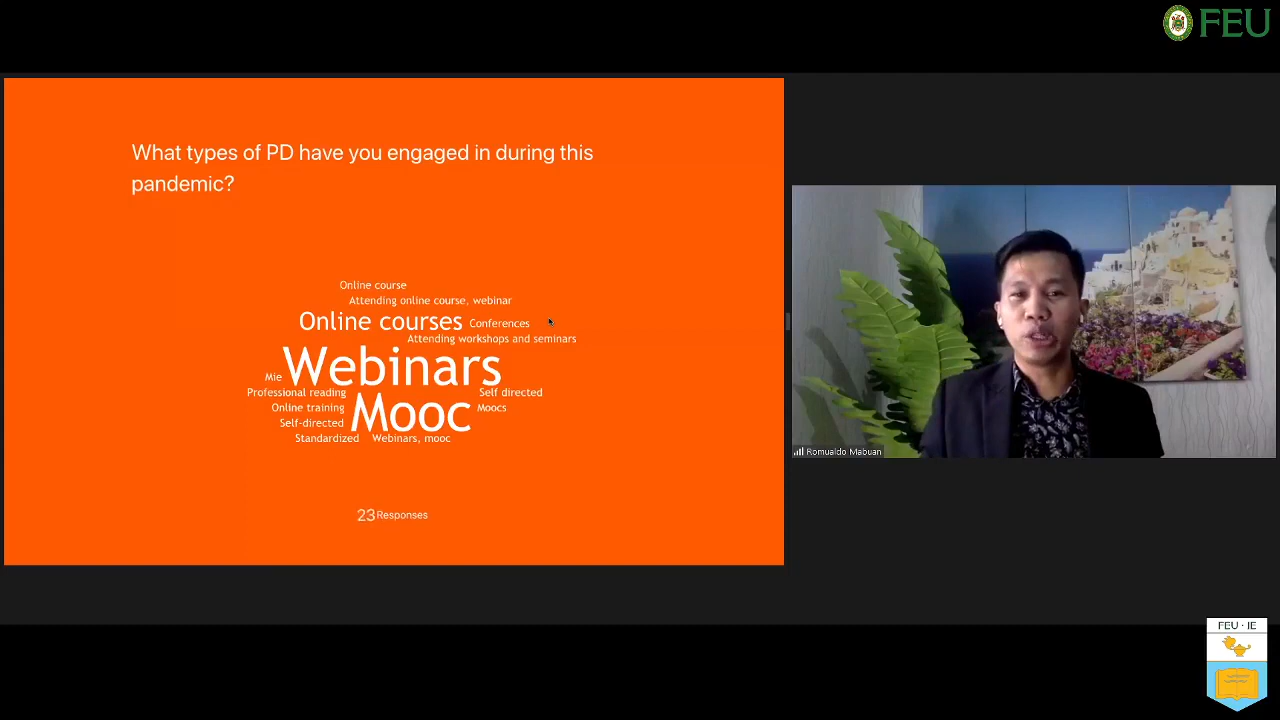 FEU
What types of PD have you engaged in during this
pandemic?
Online course
Attending online course, webinar
Online courses
Conferences
Attending workshops and seminars
Webinars
Mie
Professional reading
Self directed
Online training
Mooc
Moocs
Self-directed
Standardized
Webinars, mooc
23 Responses
Romualdo Mabuan
FEU · IE